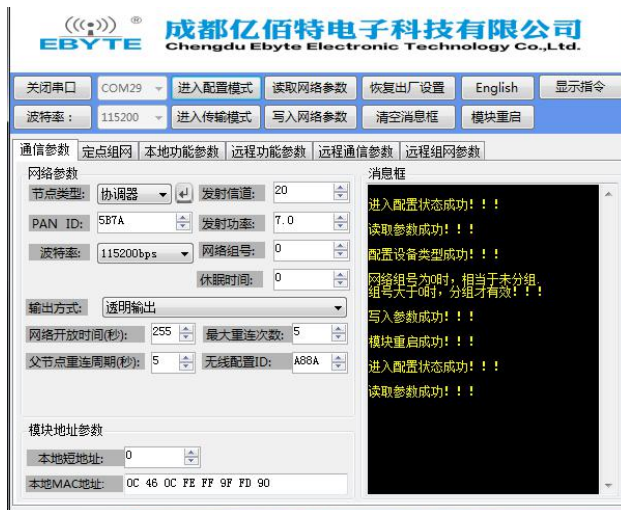 ((·)) ®
EBYTE
成都亿佰特电子科技有限公司
Chengdu Ebyte Electronic Technology Co.,Ltd.
关闭串口 COM29 进入配置模式 读取网络参数 恢复出厂设置 English 显示指令
波特率： 115200 进入传输模式 写入网络参数 清空消息框 模块重启
通信参数 定点组网 本地功能参数 远程功能参数 远程通信参数 远程组网参数
网络参数
节点类型: 协调器 发射信道: 20
PAN ID: 5B7A 发射功率: 7.0
波特率: 115200bps 网络组号: 0
休眠时间: 0
输出方式: 透明输出
网络开放时间(秒): 255 最大重连次数: 5
父节点重连周期(秒): 5 无线配置ID: A88A
模块地址参数
本地短地址: 0
本地MAC地址: 0C 46 0C FE FF 9F FD 90
消息框
进入配置状态成功！！！
读取参数成功！！！
配置设备类型成功！！！
网络组号为0时，相当于未分组.
组号大于0时，分组才有效！！！
写入参数成功！！！
模块重启成功！！！
进入配置状态成功！！！
读取参数成功！！！